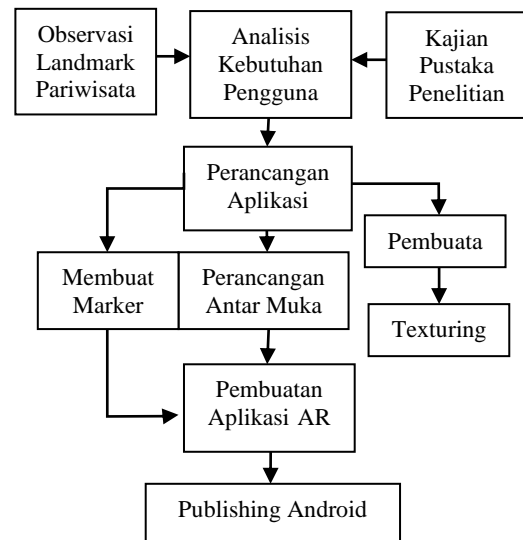 Observasi
Landmark
Pariwisata
Analisis
Kebutuhan
Pengguna
Kajian
Pustaka
Penelitian
Perancangan
Aplikasi
Membuat
Marker
Perancangan
Antar Muka
Pembuata
Texturing
Pembuatan
Aplikasi AR
Publishing Android